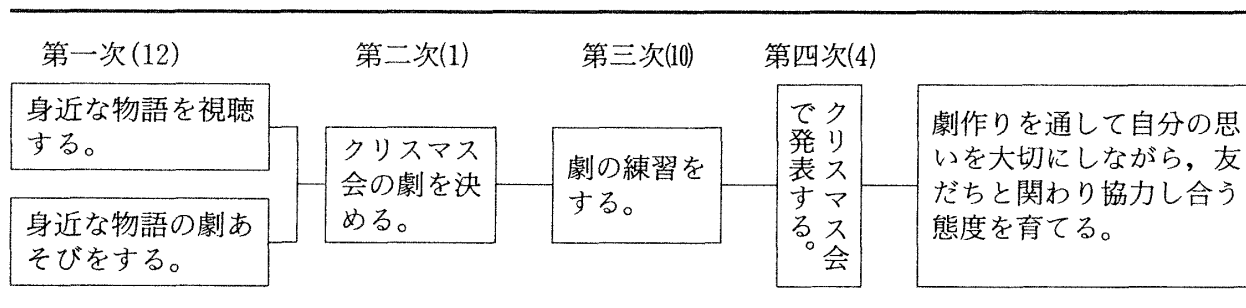 第一次(12)
第二次(1)
第三次(10)
第四次(4)
身近な物語を視聴
する。
身近な物語の劇あ
そびをする。
クリスマス
会の劇を決
める。
劇の練習を
する。
クリスマス会
で発表する。
劇作りを通して自分の思
いを大切にしながら，友
だちと関わり協力し合う
態度を育てる。